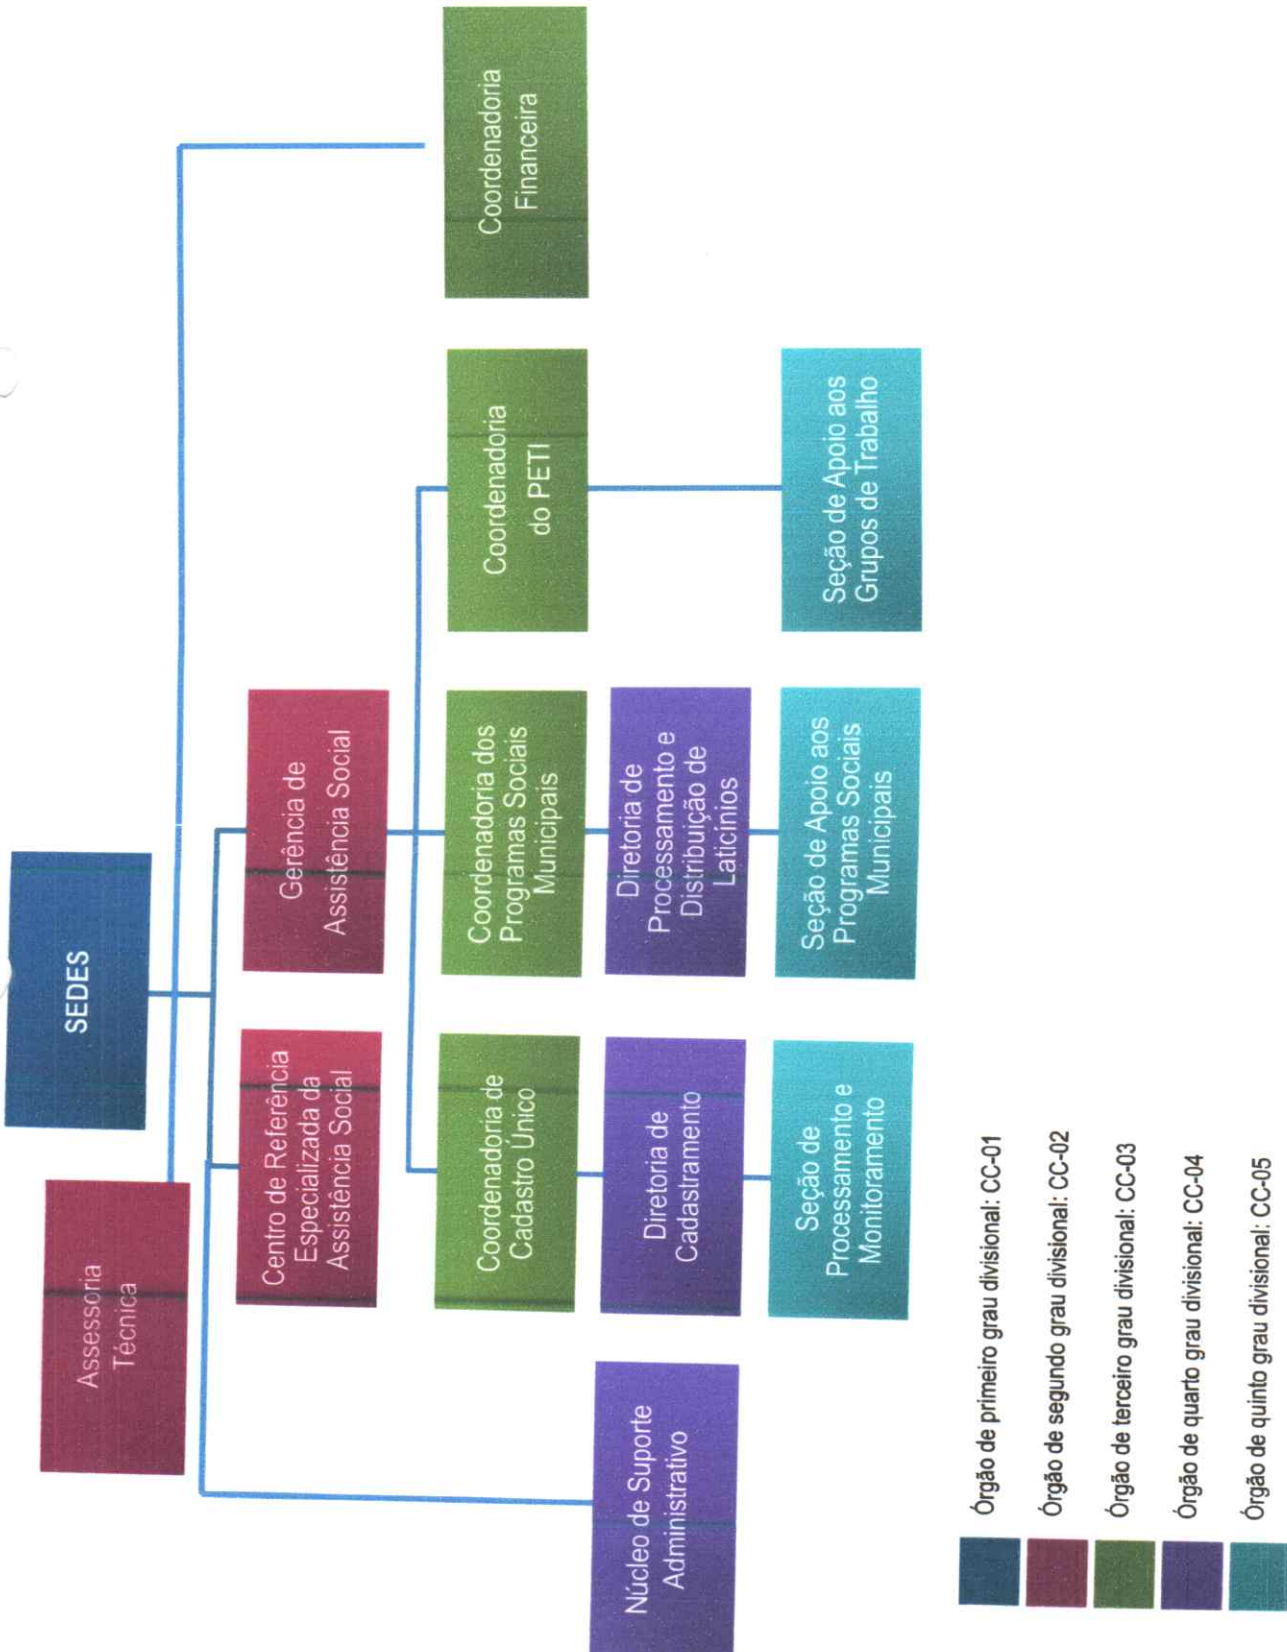 SEDES
Assessoria
Técnica
Centro de Referência
Especializada da
Assistência Social
Gerência de
Assistência Social
Coordenadoria de
Cadastro Único
Coordenadoria dos
Programas Sociais
Municipais
Coordenadoria
do PETI
Coordenadoria
Financeira
Núcleo de Suporte
Administrativo
Diretoria de
Cadastramento
Diretoria de
Processamento e
Distribuição de
Laticínios
Seção de
Processamento e
Monitoramento
Seção de Apoio aos
Programas Sociais
Municipais
Seção de Apoio aos
Grupos de Trabalho
Órgão de primeiro grau divisional: CC-01
Órgão de segundo grau divisional: CC-02
Órgão de terceiro grau divisional: CC-03
Órgão de quarto grau divisional: CC-04
Órgão de quinto grau divisional: CC-05